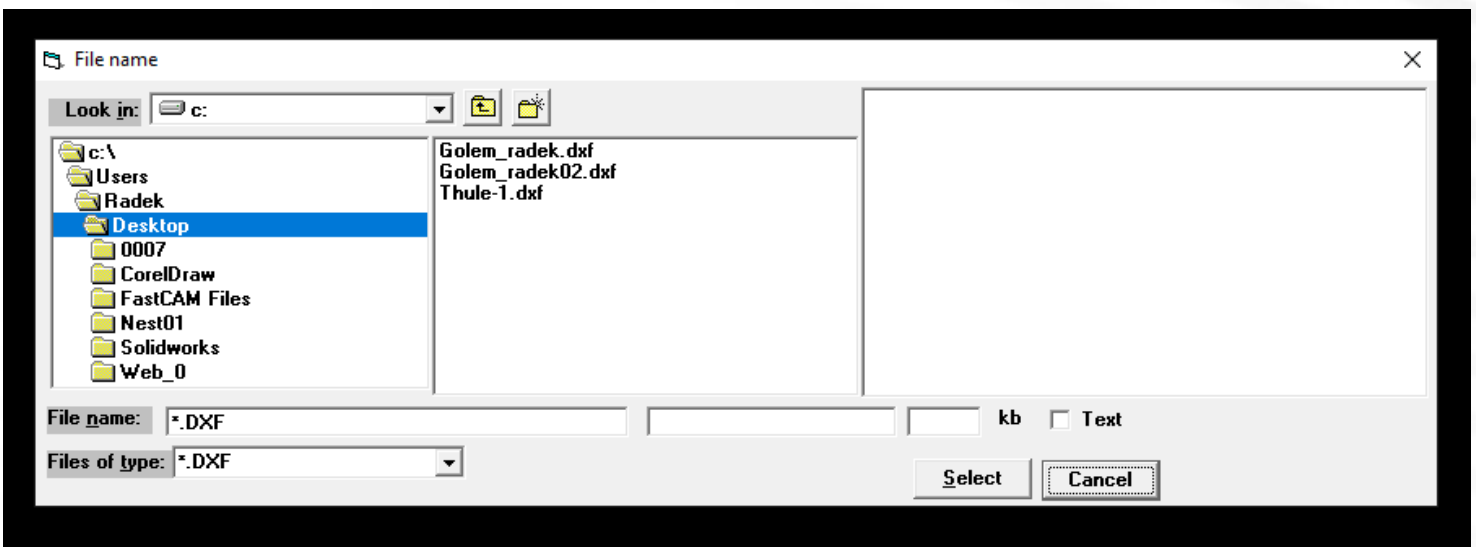 File name
Look in: c:
c:\
Users
Radek
Desktop
0007
CorelDraw
FastCAM Files
Nest01
Solidworks
Web_0
Golem_radek.dxf
Golem_radek02.dxf
Thule-1.dxf
File name: *.DXF kb Text
Files of type: *.DXF
Select Cancel